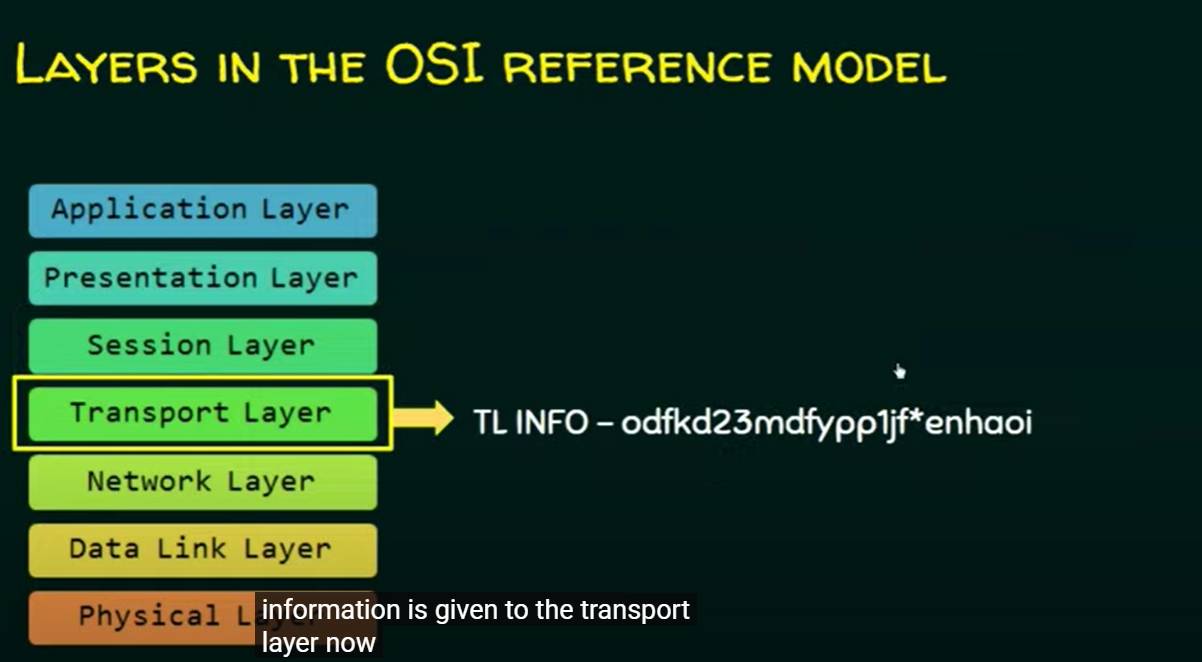 LAYERS IN THE OSI REFERENCE MODEL
Application Layer
Presentation Layer
Session Layer
Transport Layer
TL INFO – odfkd23mdfypp1jf*enhaoi
Network Layer
Data Link Layer
Physical Layer
information is given to the transport
layer now